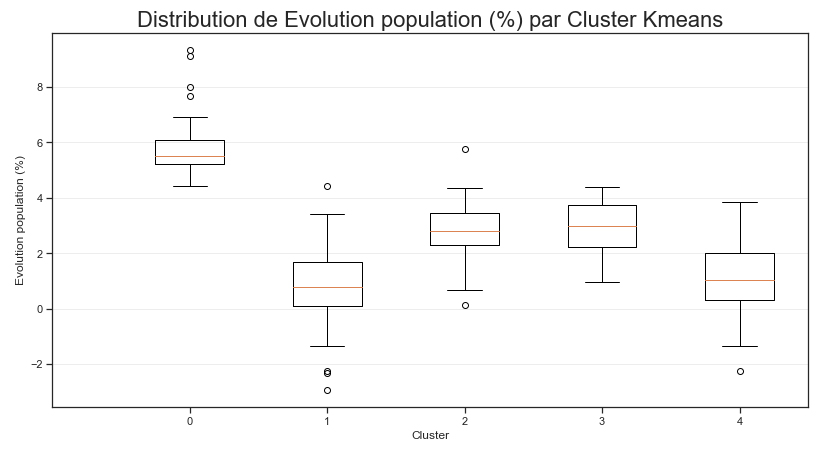 Distribution de Evolution population (%) par Cluster Kmeans
Evolution population (%)
8
6
4
2
0
−2
0 1 2 3 4
Cluster